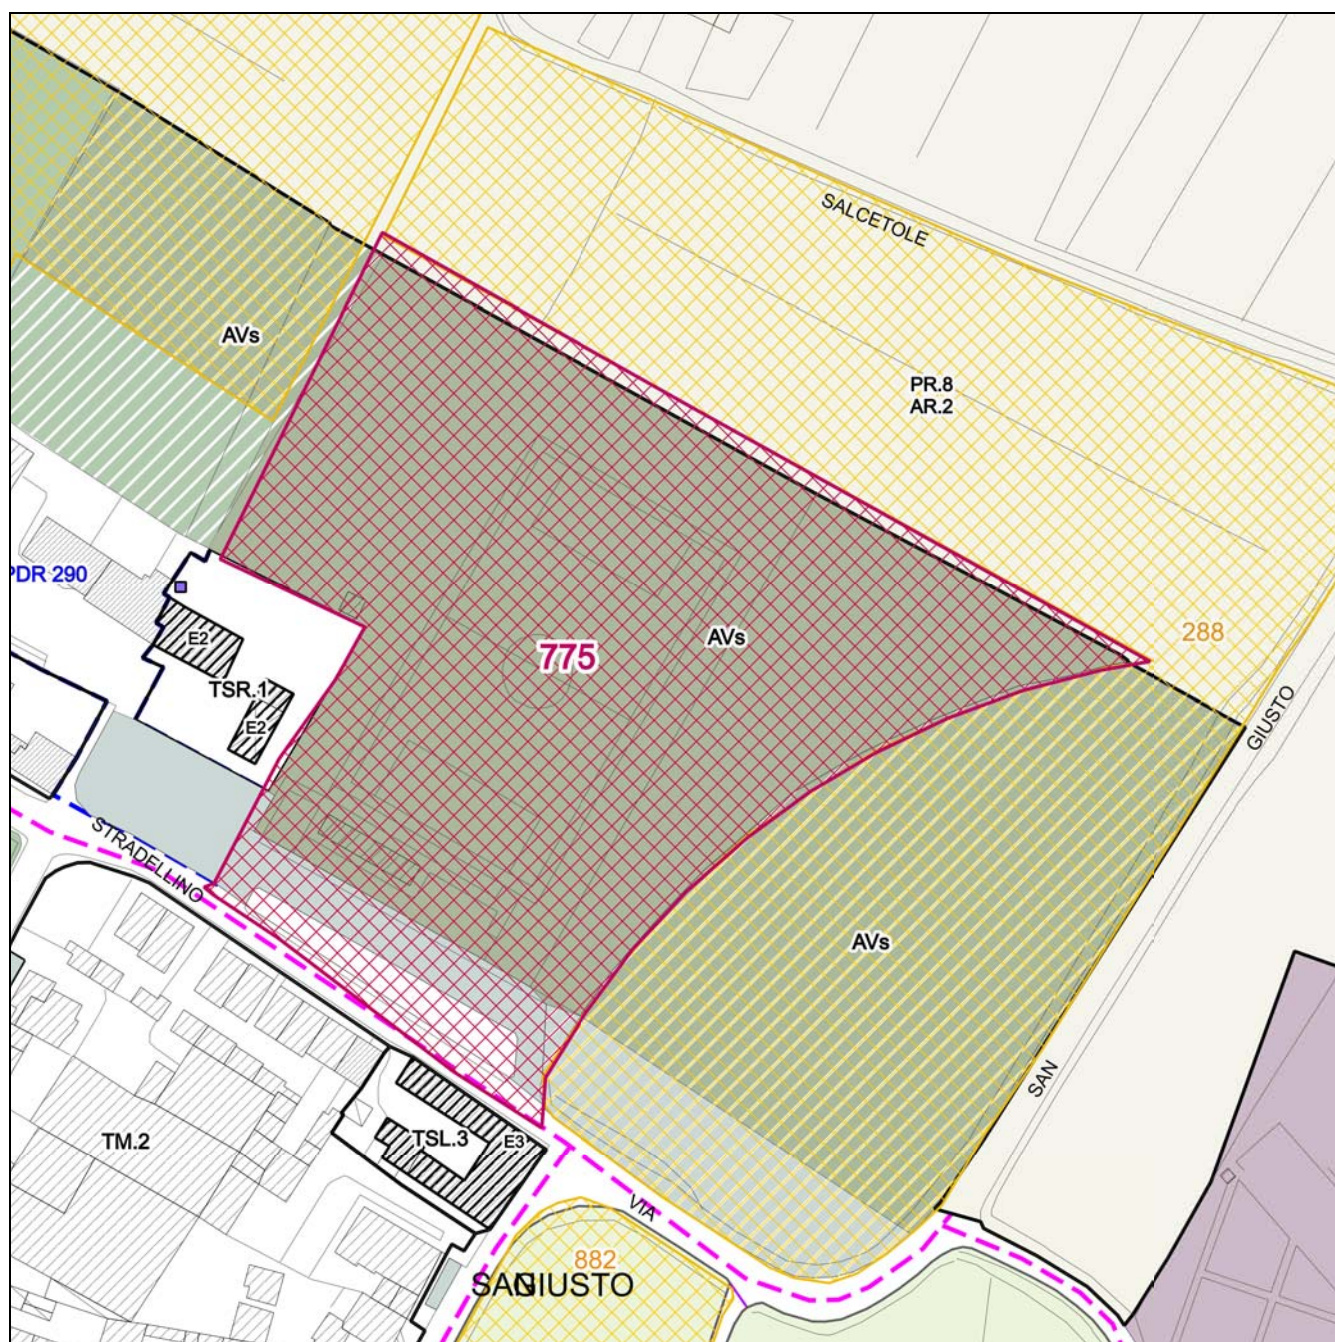 SALCETOLE
AVs
PR.8
AR.2
PDR 290
288
E2
AVs
775
TSR.1
GIUSTO
E2
STRADELLINO
AVs
SAN
TM.2
TSL.3
E3
VIA
882
SAN GIUSTO